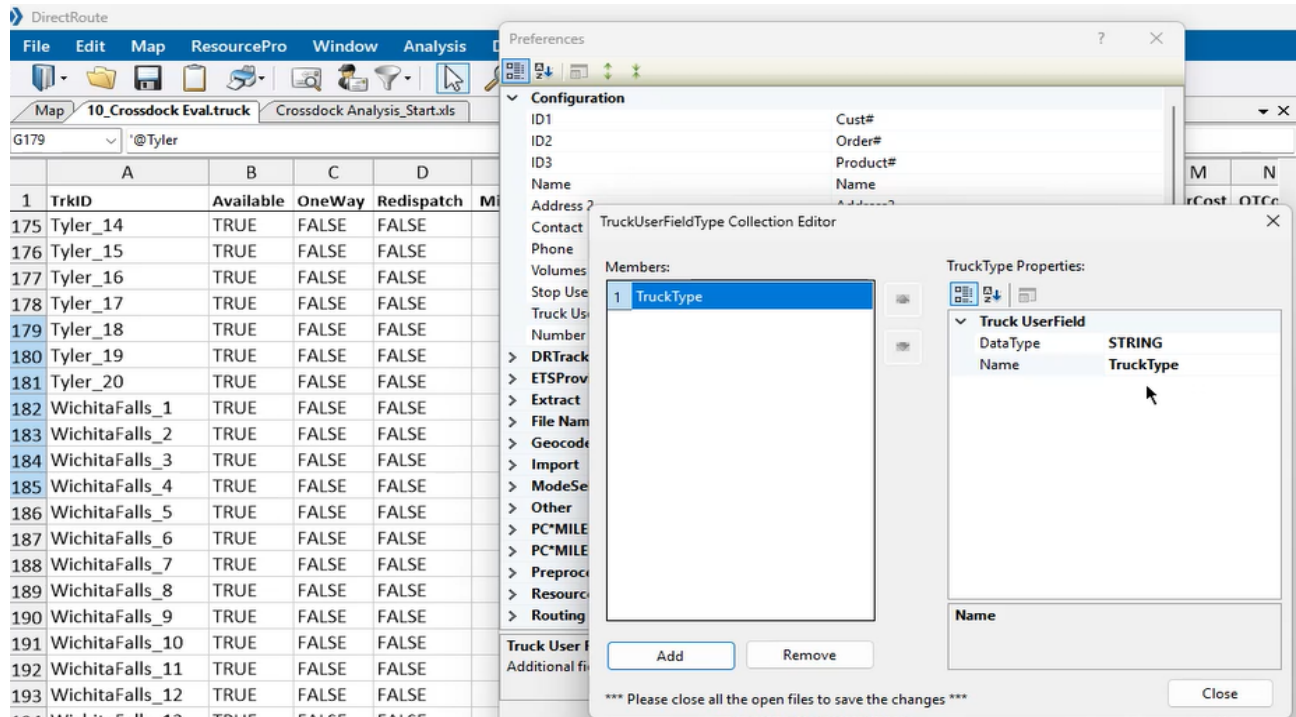 DirectRoute
File Edit Map ResourcePro Window Analysis
Map 10_Crossdock Eval.truck Crossdock Analysis_Start.xls
G179 '@Tyler
A B C D M N
1 TrkID Available OneWay Redispatch
175 Tyler_14 TRUE FALSE FALSE
176 Tyler_15 TRUE FALSE FALSE
177 Tyler_16 TRUE FALSE FALSE
178 Tyler_17 TRUE FALSE FALSE
179 Tyler_18 TRUE FALSE FALSE
180 Tyler_19 TRUE FALSE FALSE
181 Tyler_20 TRUE FALSE FALSE
182 WichitaFalls_1 TRUE FALSE FALSE
183 WichitaFalls_2 TRUE FALSE FALSE
184 WichitaFalls_3 TRUE FALSE FALSE
185 WichitaFalls_4 TRUE FALSE FALSE
186 WichitaFalls_5 TRUE FALSE FALSE
187 WichitaFalls_6 TRUE FALSE FALSE
188 WichitaFalls_7 TRUE FALSE FALSE
189 WichitaFalls_8 TRUE FALSE FALSE
190 WichitaFalls_9 TRUE FALSE FALSE
191 WichitaFalls_10 TRUE FALSE FALSE
192 WichitaFalls_11 TRUE FALSE FALSE
193 WichitaFalls_12 TRUE FALSE FALSE
Preferences
Configuration
ID1 Cust#
ID2 Order#
ID3 Product#
Name Name
Address 2
Contact
Phone
Volumes
Stop Use
Truck Us
Number
DRTrack
ETSProv
Extract
File Nam
Geocode
Import
ModeSe
Other
PC*MILE
PC*MILE
Preproce
Resourc
Routing
Truck User F
Additional fi
TruckUserFieldType Collection Editor
Members:
1 TruckType
Add Remove
*** Please close all the open files to save the changes ***
TruckType Properties:
Truck UserField
DataType STRING
Name TruckType
Name
Close